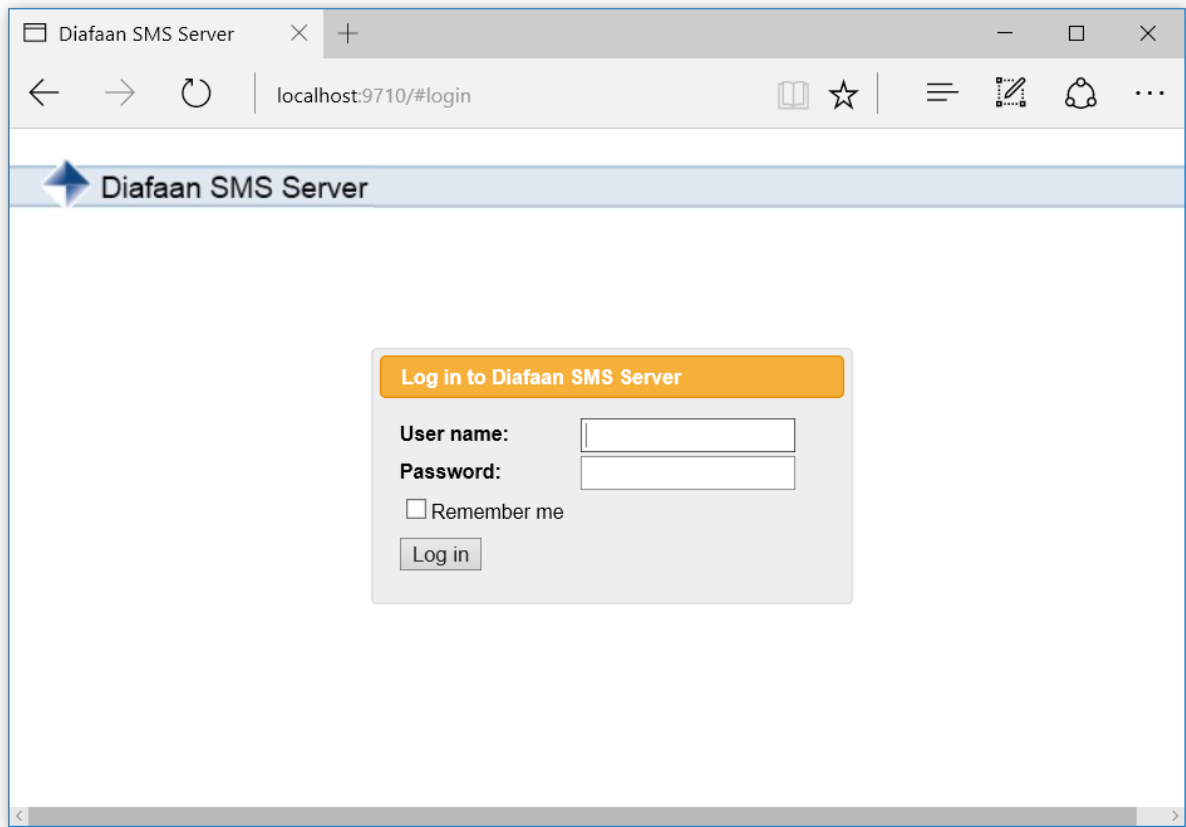 Diafaan SMS Server
localhost:9710/#login
Diafaan SMS Server
Log in to Diafaan SMS Server
User name:
Password:
Remember me
Log in